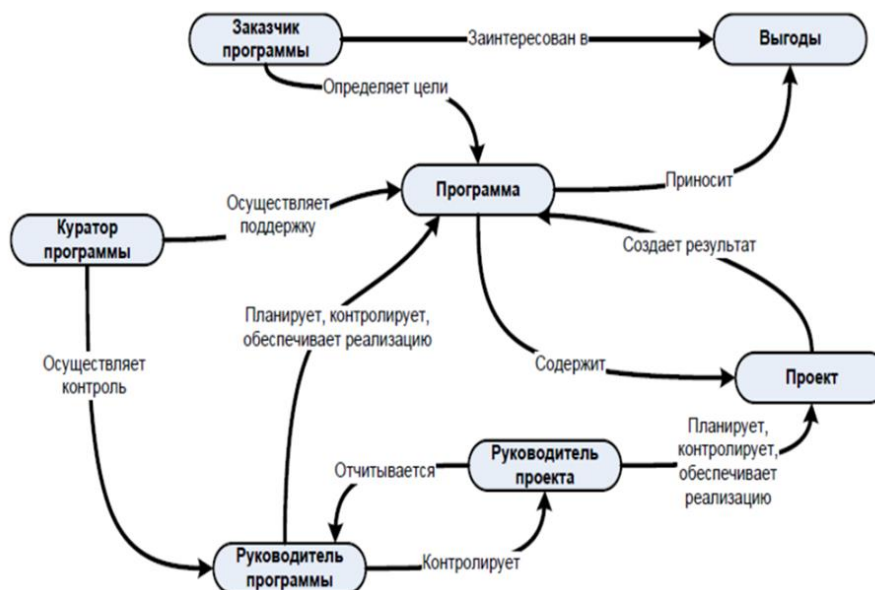 Заказчик
программы
Заинтересован в
Выгоды
Определяет цели
Программа
Приносит
Осуществляет
поддержку
Куратор
программы
Создает результат
Планирует, контролирует,
обеспечивает реализацию
Осуществляет
контроль
Содержит
Проект
Планирует,
контролирует,
обеспечивает
реализацию
Руководитель
проекта
Отчитывается
Руководитель
программы
Контролирует